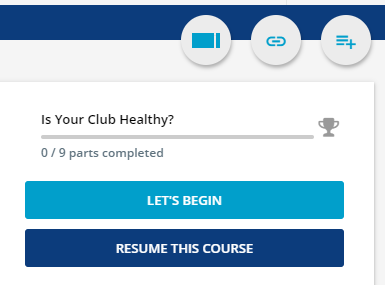 Is Your Club Healthy?
0 / 9 parts completed
LET'S BEGIN
RESUME THIS COURSE